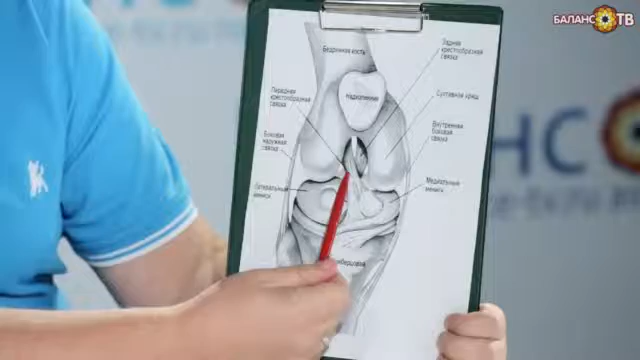 БАЛАНС ТВ
Задняя
крестообразная
связка
Бедренная кость
Передняя
крестообразная
связка
Надколенник
Суставной хрящ
Боковая
наружная
связка
Внутренняя
боковая
связка
Латеральный
мениск
Медиальный
мениск
АНС